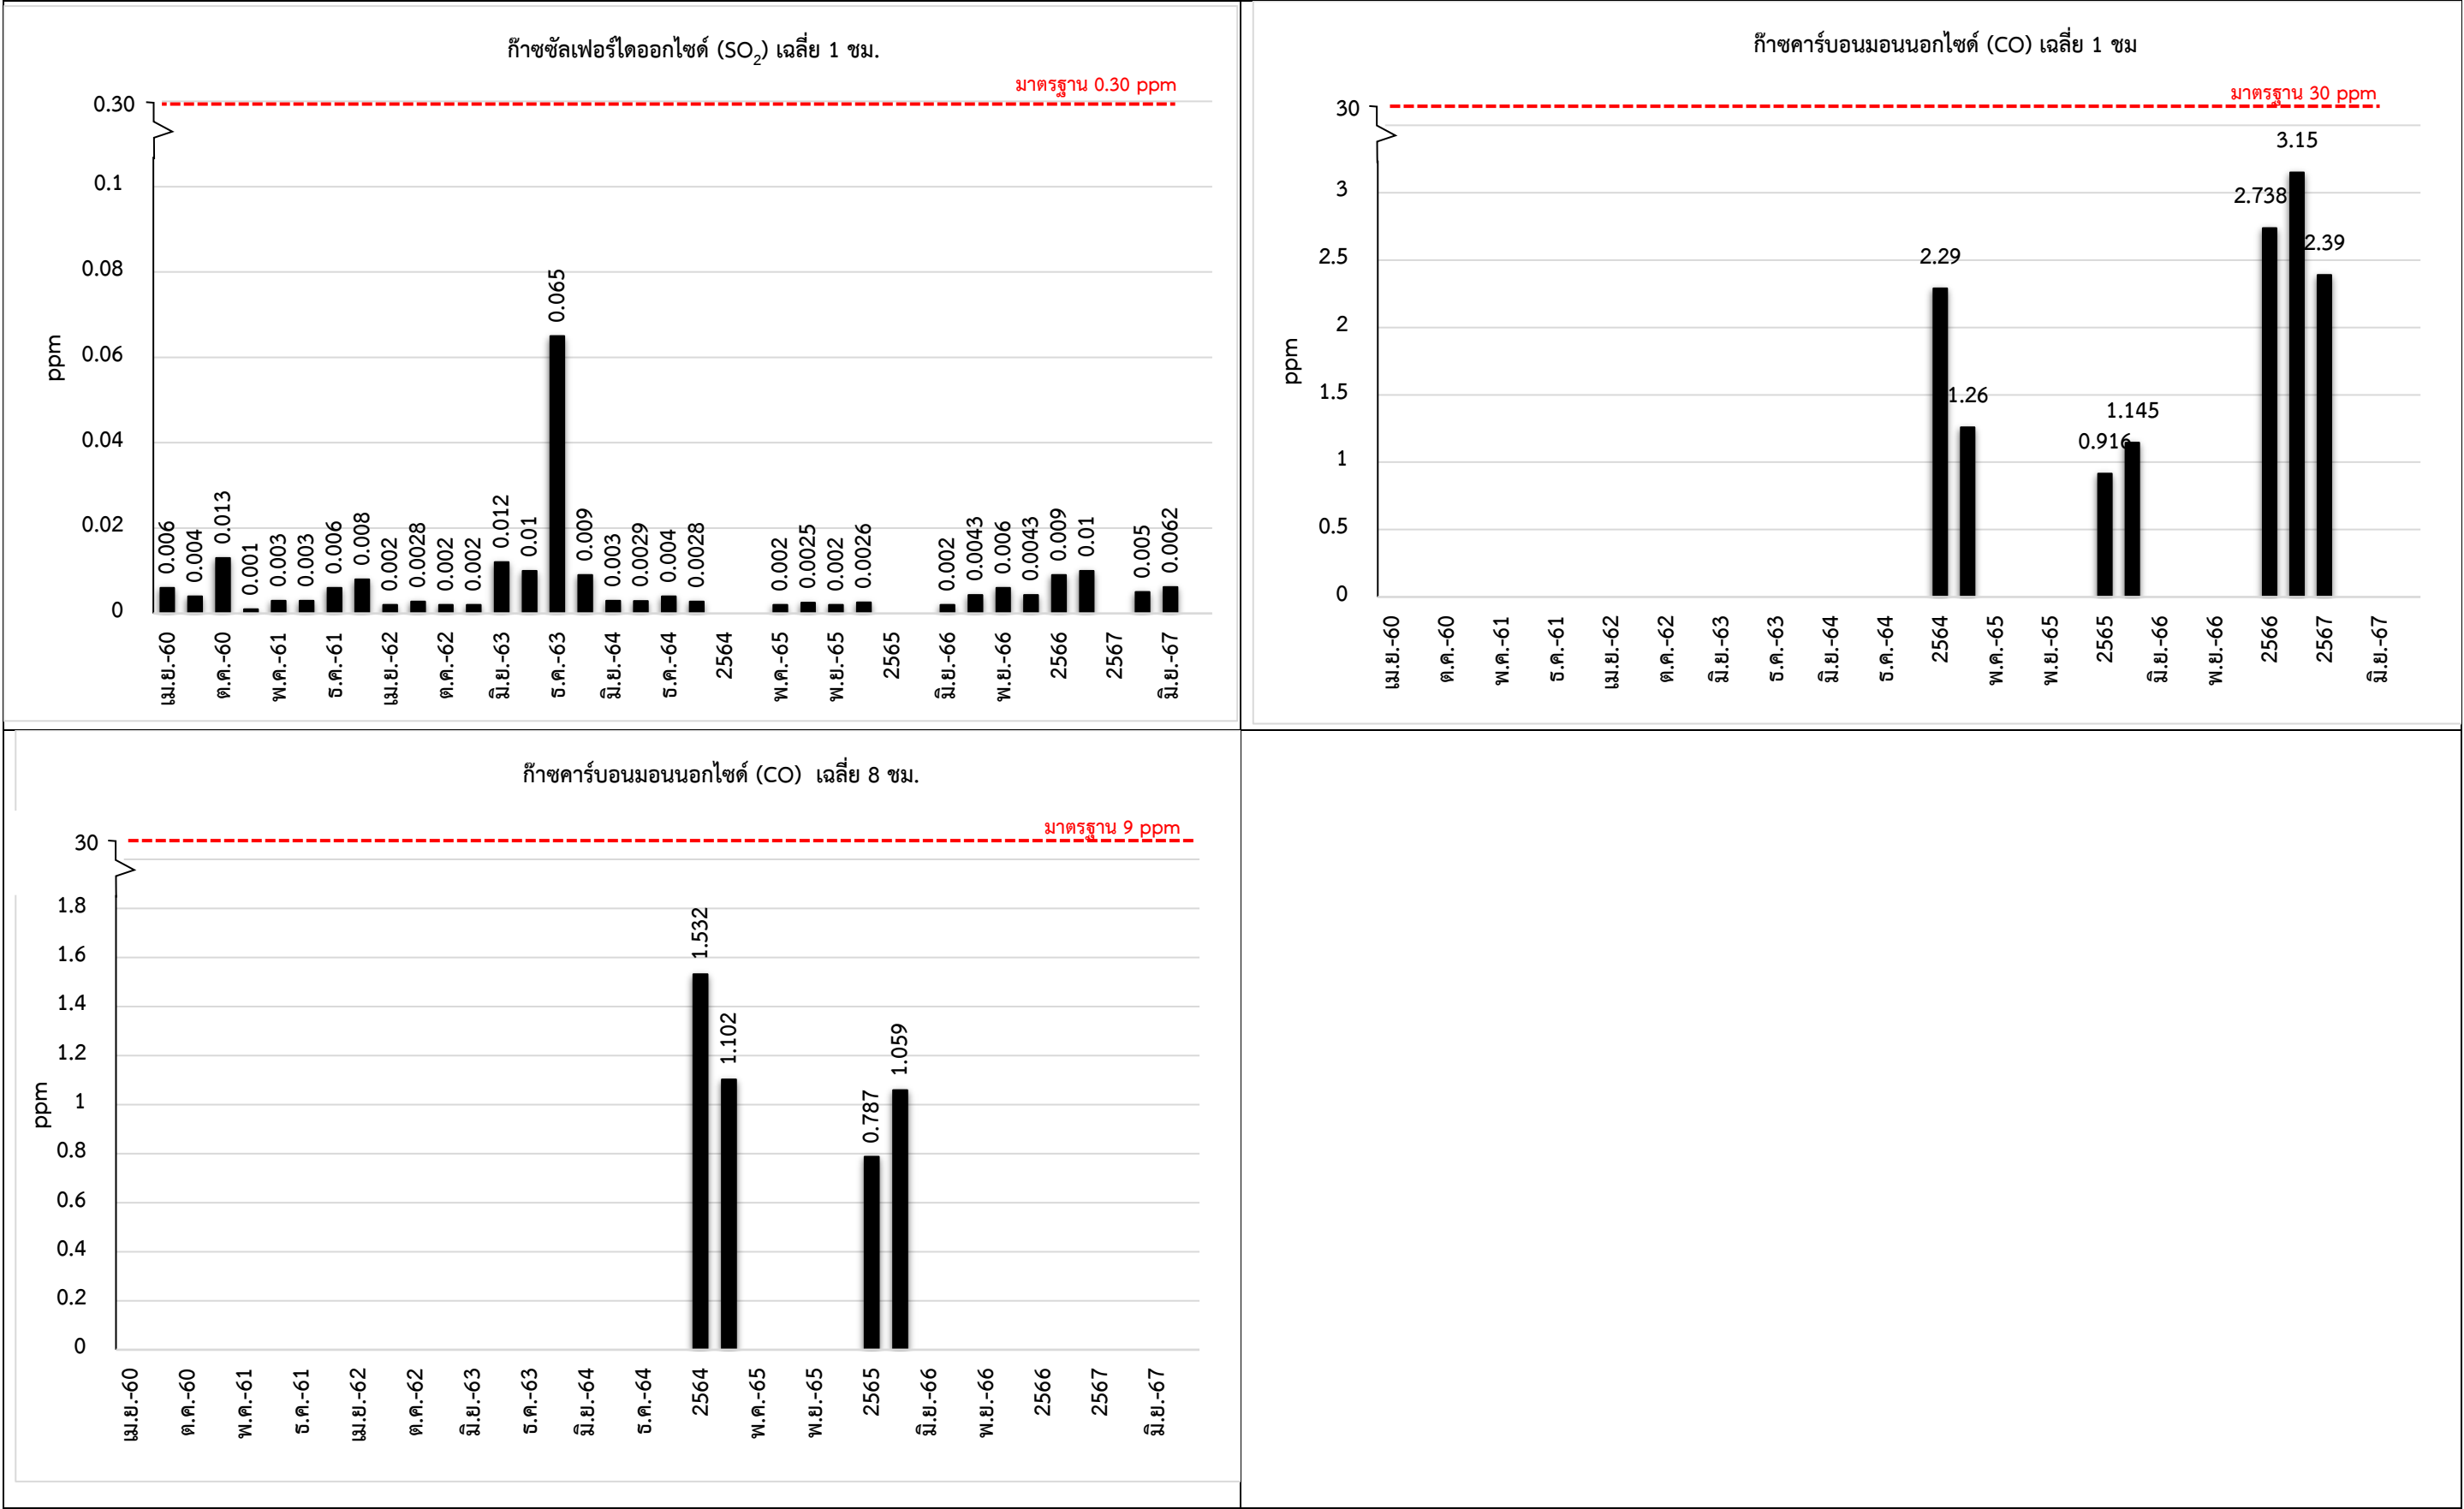 ก๊าซซัลเฟอร์ไดออกไซด์ (SO2) เฉลี่ย 1 ชม.
มาตรฐาน 0.30 ppm
0.30
0.1
0.08
0.06
0.04
0.02
0
ppm
0.006
0.004
0.013
0.001
0.003
0.003
0.006
0.008
0.002
0.0028
0.002
0.002
0.012
0.01
0.065
0.009
0.003
0.0029
0.004
0.0028
0.002
0.0025
0.002
0.0026
0.002
0.0043
0.006
0.0043
0.009
0.01
0.005
0.0062
เม.ย.-60
ต.ค.-60
พ.ค.-61
ธ.ค.-61
เม.ย.-62
ต.ค.-62
มิ.ย.-63
ธ.ค.-63
มิ.ย.-64
ธ.ค.-64
2564
พ.ค.-65
พ.ย.-65
2565
มิ.ย.-66
พ.ย.-66
2566
2567
มิ.ย.-67
ก๊าซคาร์บอนมอนนอกไซด์ (CO) เฉลี่ย 1 ชม
มาตรฐาน 30 ppm
30
3
2.5
2
1.5
1
0.5
0
ppm
2.29
1.26
0.916
1.145
2.738
3.15
2.39
เม.ย.-60
ต.ค.-60
พ.ค.-61
ธ.ค.-61
เม.ย.-62
ต.ค.-62
มิ.ย.-63
ธ.ค.-63
มิ.ย.-64
ธ.ค.-64
2564
พ.ค.-65
พ.ย.-65
2565
มิ.ย.-66
พ.ย.-66
2566
2567
มิ.ย.-67
ก๊าซคาร์บอนมอนนอกไซด์ (CO) เฉลี่ย 8 ชม.
มาตรฐาน 9 ppm
30
1.8
1.6
1.4
1.2
1
0.8
0.6
0.4
0.2
0
ppm
1.532
1.102
0.787
1.059
เม.ย.-60
ต.ค.-60
พ.ค.-61
ธ.ค.-61
เม.ย.-62
ต.ค.-62
มิ.ย.-63
ธ.ค.-63
มิ.ย.-64
ธ.ค.-64
2564
พ.ค.-65
พ.ย.-65
2565
มิ.ย.-66
พ.ย.-66
2566
2567
มิ.ย.-67